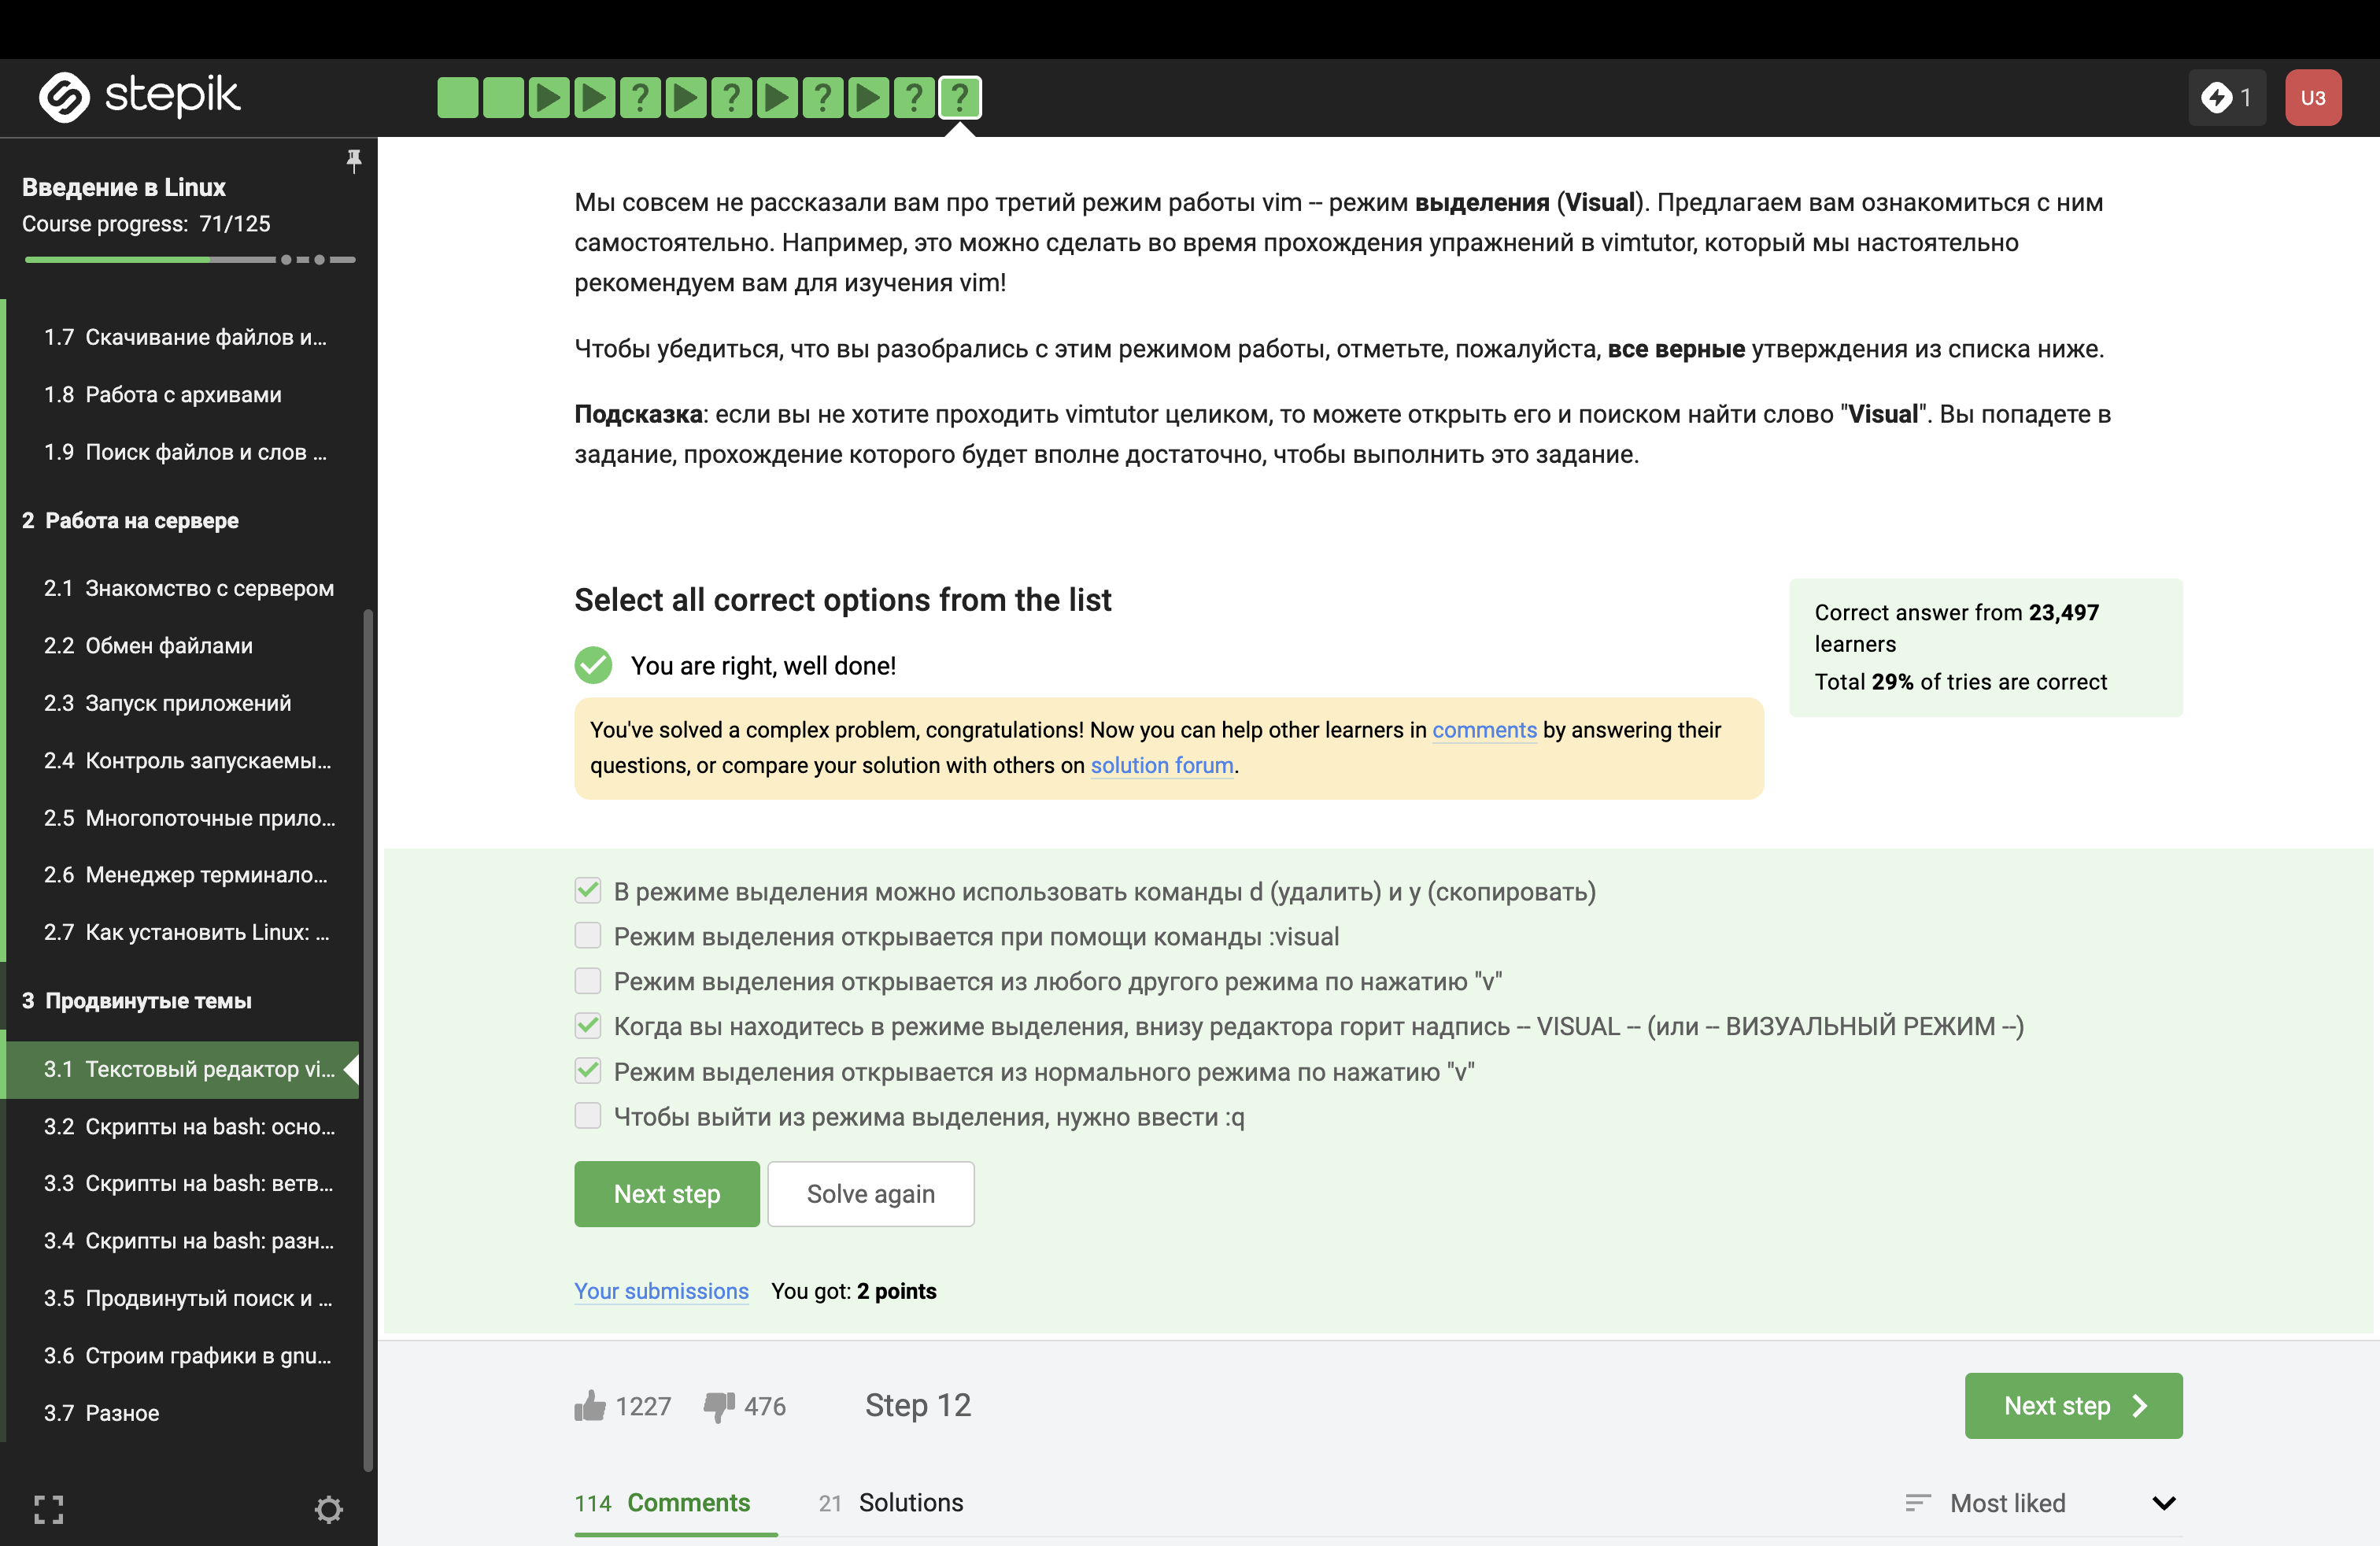 stepik
? ? ? ? ?
1
U3
Введение в Linux
Course progress: 71/125
1.7 Скачивание файлов и...
1.8 Работа с архивами
1.9 Поиск файлов и слов ...
2 Работа на сервере
2.1 Знакомство с сервером
2.2 Обмен файлами
2.3 Запуск приложений
2.4 Контроль запускаемы...
2.5 Многопоточные прило...
2.6 Менеджер терминало...
2.7 Как установить Linux: ...
3 Продвинутые темы
3.1 Текстовый редактор vi...
3.2 Скрипты на bash: осно...
3.3 Скрипты на bash: ветв...
3.4 Скрипты на bash: разн...
3.5 Продвинутый поиск и ...
3.6 Строим графики в gnu...
3.7 Разное
Мы совсем не рассказали вам про третий режим работы vim -- режим выделения (Visual). Предлагаем вам ознакомиться с ним
самостоятельно. Например, это можно сделать во время прохождения упражнений в vimtutor, который мы настоятельно
рекомендуем вам для изучения vim!
Чтобы убедиться, что вы разобрались с этим режимом работы, отметьте, пожалуйста, все верные утверждения из списка ниже.
Подсказка: если вы не хотите проходить vimtutor целиком, то можете открыть его и поиском найти слово "Visual". Вы попадете в
задание, прохождение которого будет вполне достаточно, чтобы выполнить это задание.
Select all correct options from the list
You are right, well done!
You've solved a complex problem, congratulations! Now you can help other learners in comments by answering their
questions, or compare your solution with others on solution forum.
Correct answer from 23,497
learners
Total 29% of tries are correct
В режиме выделения можно использовать команды d (удалить) и y (скопировать)
Режим выделения открывается при помощи команды :visual
Режим выделения открывается из любого другого режима по нажатию "v"
Когда вы находитесь в режиме выделения, внизу редактора горит надпись -- VISUAL -- (или -- ВИЗУАЛЬНЫЙ РЕЖИМ --)
Режим выделения открывается из нормального режима по нажатию "v"
Чтобы выйти из режима выделения, нужно ввести :q
Next step
Solve again
Your submissions You got: 2 points
1227 476 Step 12
Next step
114 Comments 21 Solutions
Most liked